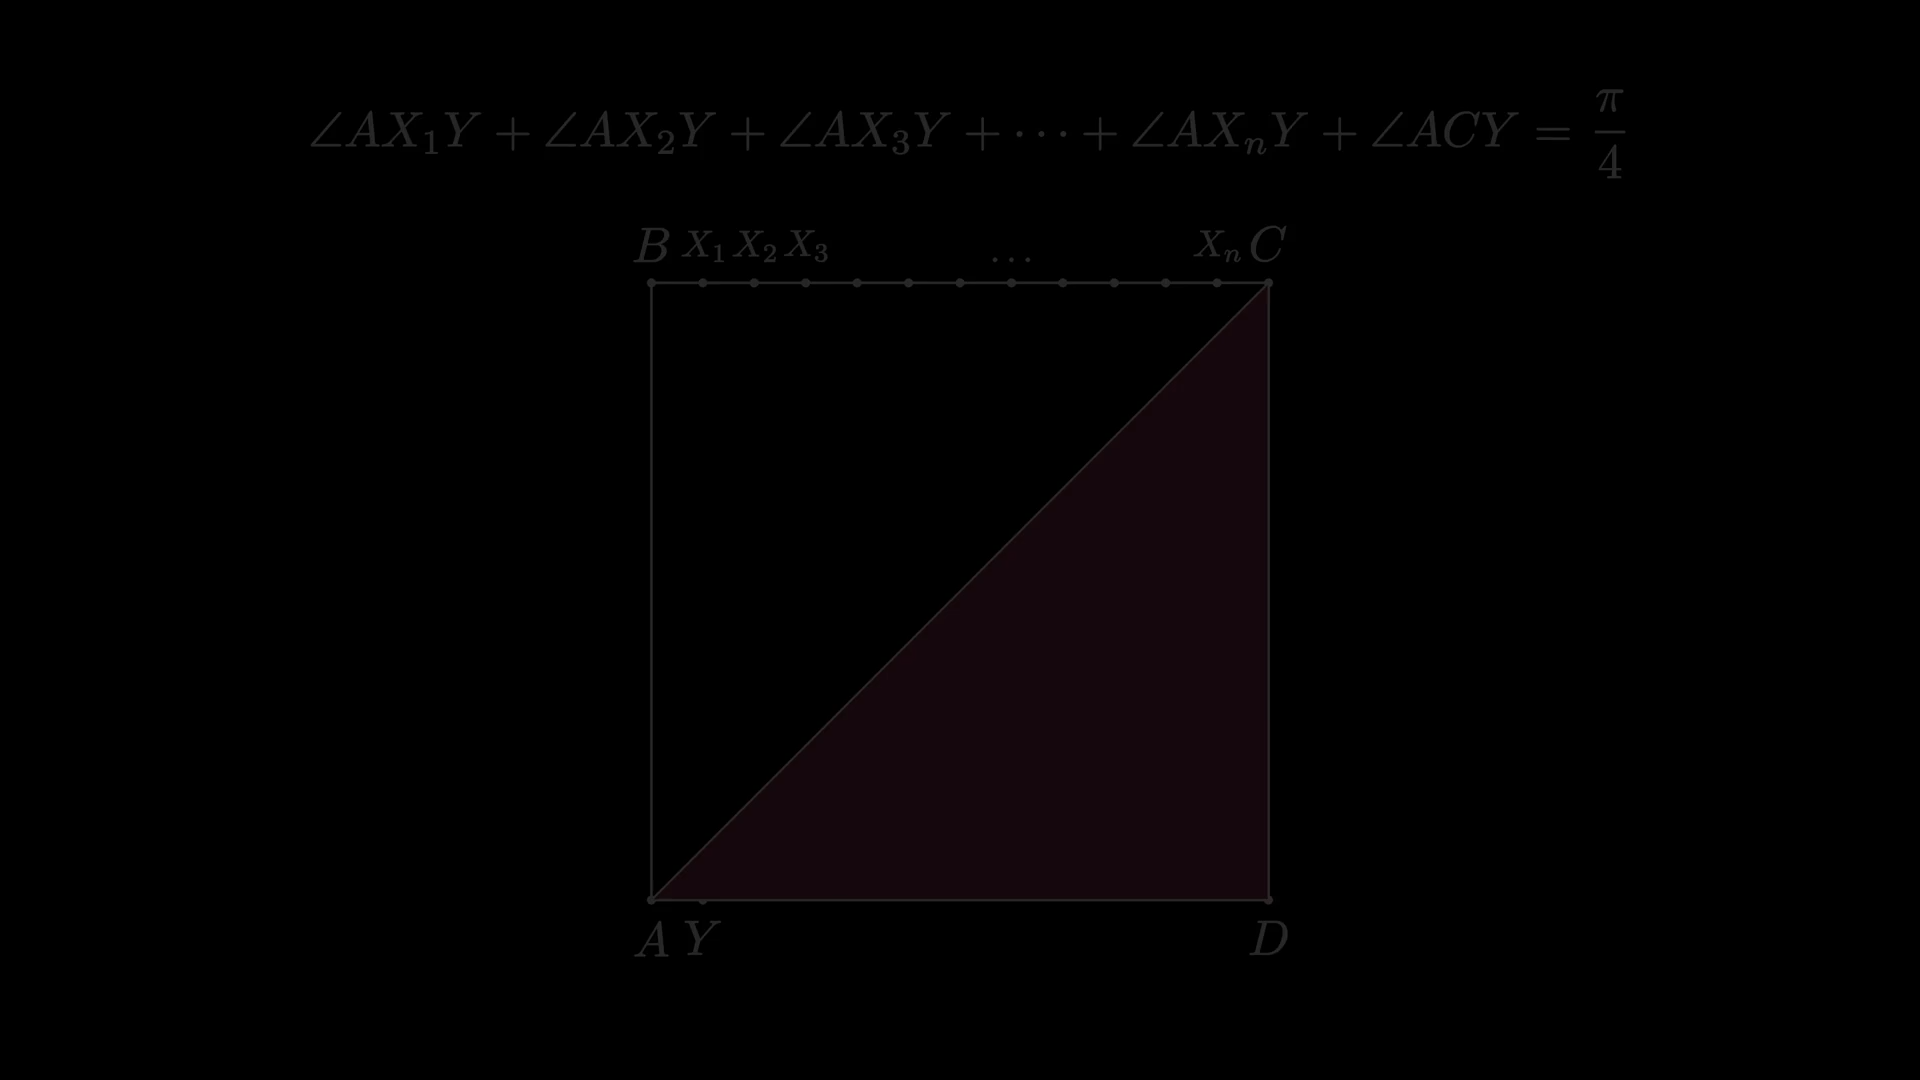 ∠AX₁Y + ∠AX₂Y + ∠AX₃Y + ⋯ + ∠AXₙY + ∠ACY = π/4
B X₁ X₂ X₃ … Xₙ C
A Y D